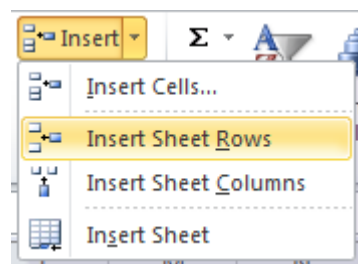 Insert Σ A
Insert Cells...
Insert Sheet Rows
Insert Sheet Columns
Insert Sheet